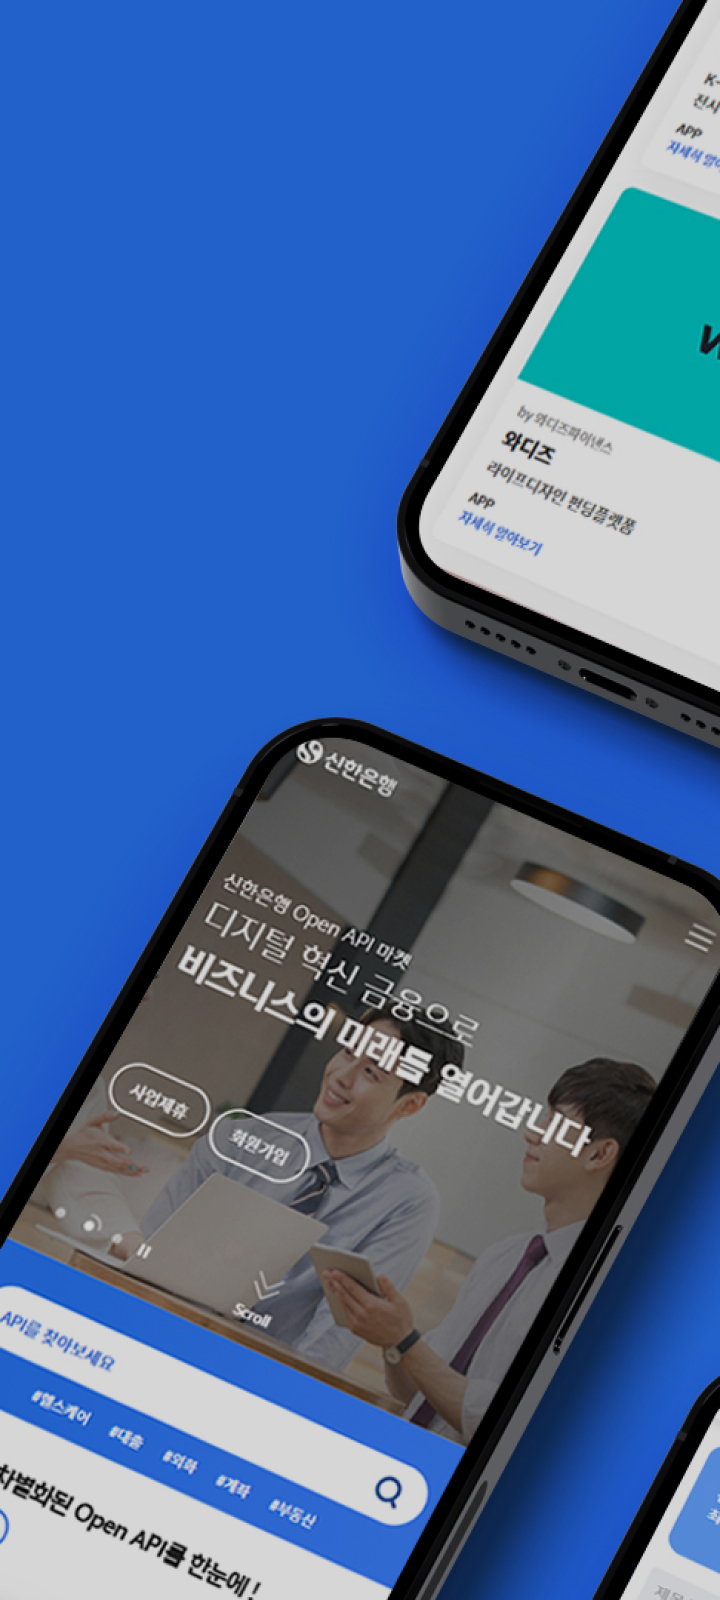 K-
전시
APP
자세히 알아
W
by 와디즈파이낸스
와디즈
라이프디자인 펀딩플랫폼
APP
자세히 알아보기
신한은행
신한은행 Open API 마켓
디지털 혁신 금융으로
비즈니스의 미래를 열어갑니다
사업제휴
회원가입
Scroll
API를 찾아보세요
#헬스케어 #대출 #외화 #계좌 #부동산
차별화된 Open API를 한눈에 !
제목